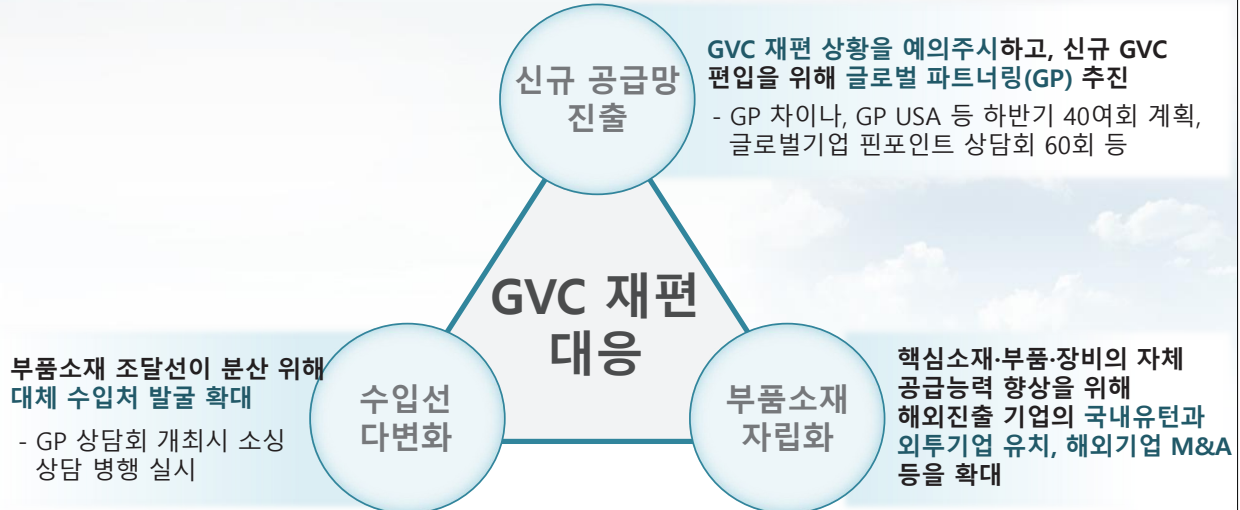 신규 공급망
진출
GVC 재편 상황을 예의주시하고, 신규 GVC
편입을 위해 글로벌 파트너링(GP) 추진
- GP 차이나, GP USA 등 하반기 40여회 계획,
글로벌기업 핀포인트 상담회 60회 등
GVC 재편
대응
부품소재 조달선이 분산 위해
대체 수입처 발굴 확대
- GP 상담회 개최시 소싱
상담 병행 실시
수입선
다변화
부품소재
자립화
핵심소재·부품·장비의 자체
공급능력 향상을 위해
해외진출 기업의 국내유턴과
외투기업 유치, 해외기업 M&A
등을 확대